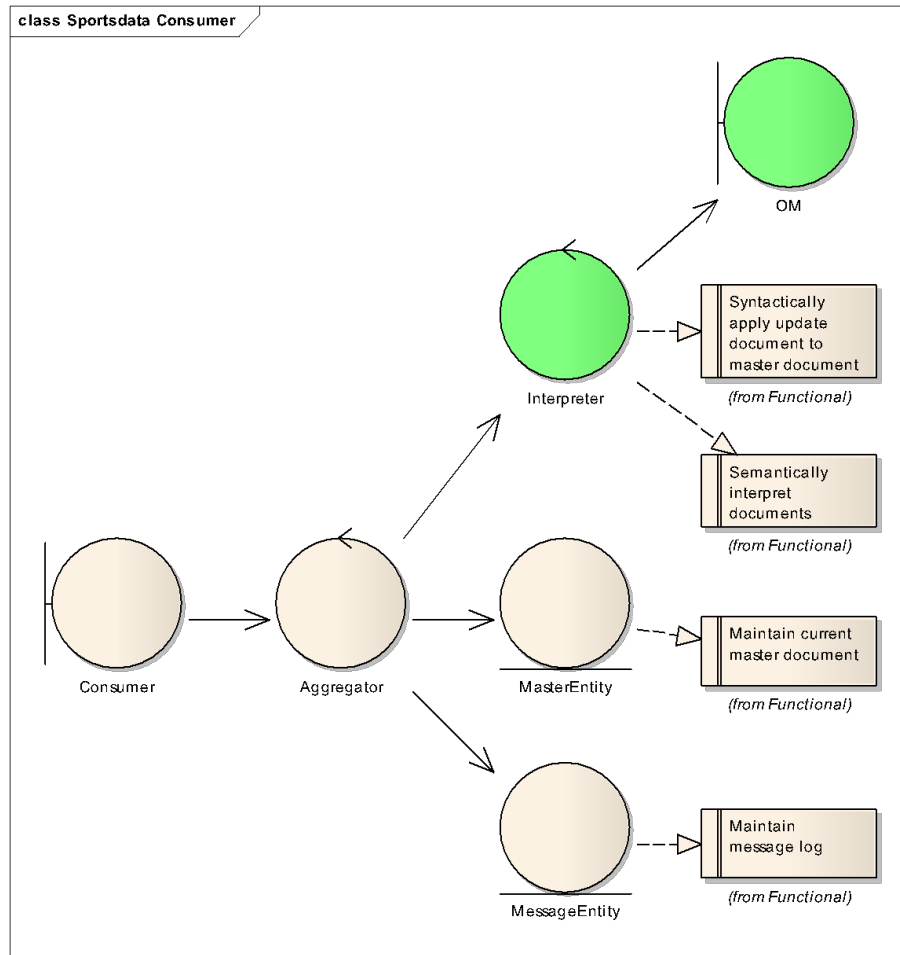 class Sportsdata Consumer
OM
Interpreter
Syntactically
apply update
document to
master document
(from Functional)
Semantically
interpret
documents
(from Functional)
Consumer
Aggregator
MasterEntity
Maintain current
master document
(from Functional)
MessageEntity
Maintain
message log
(from Functional)